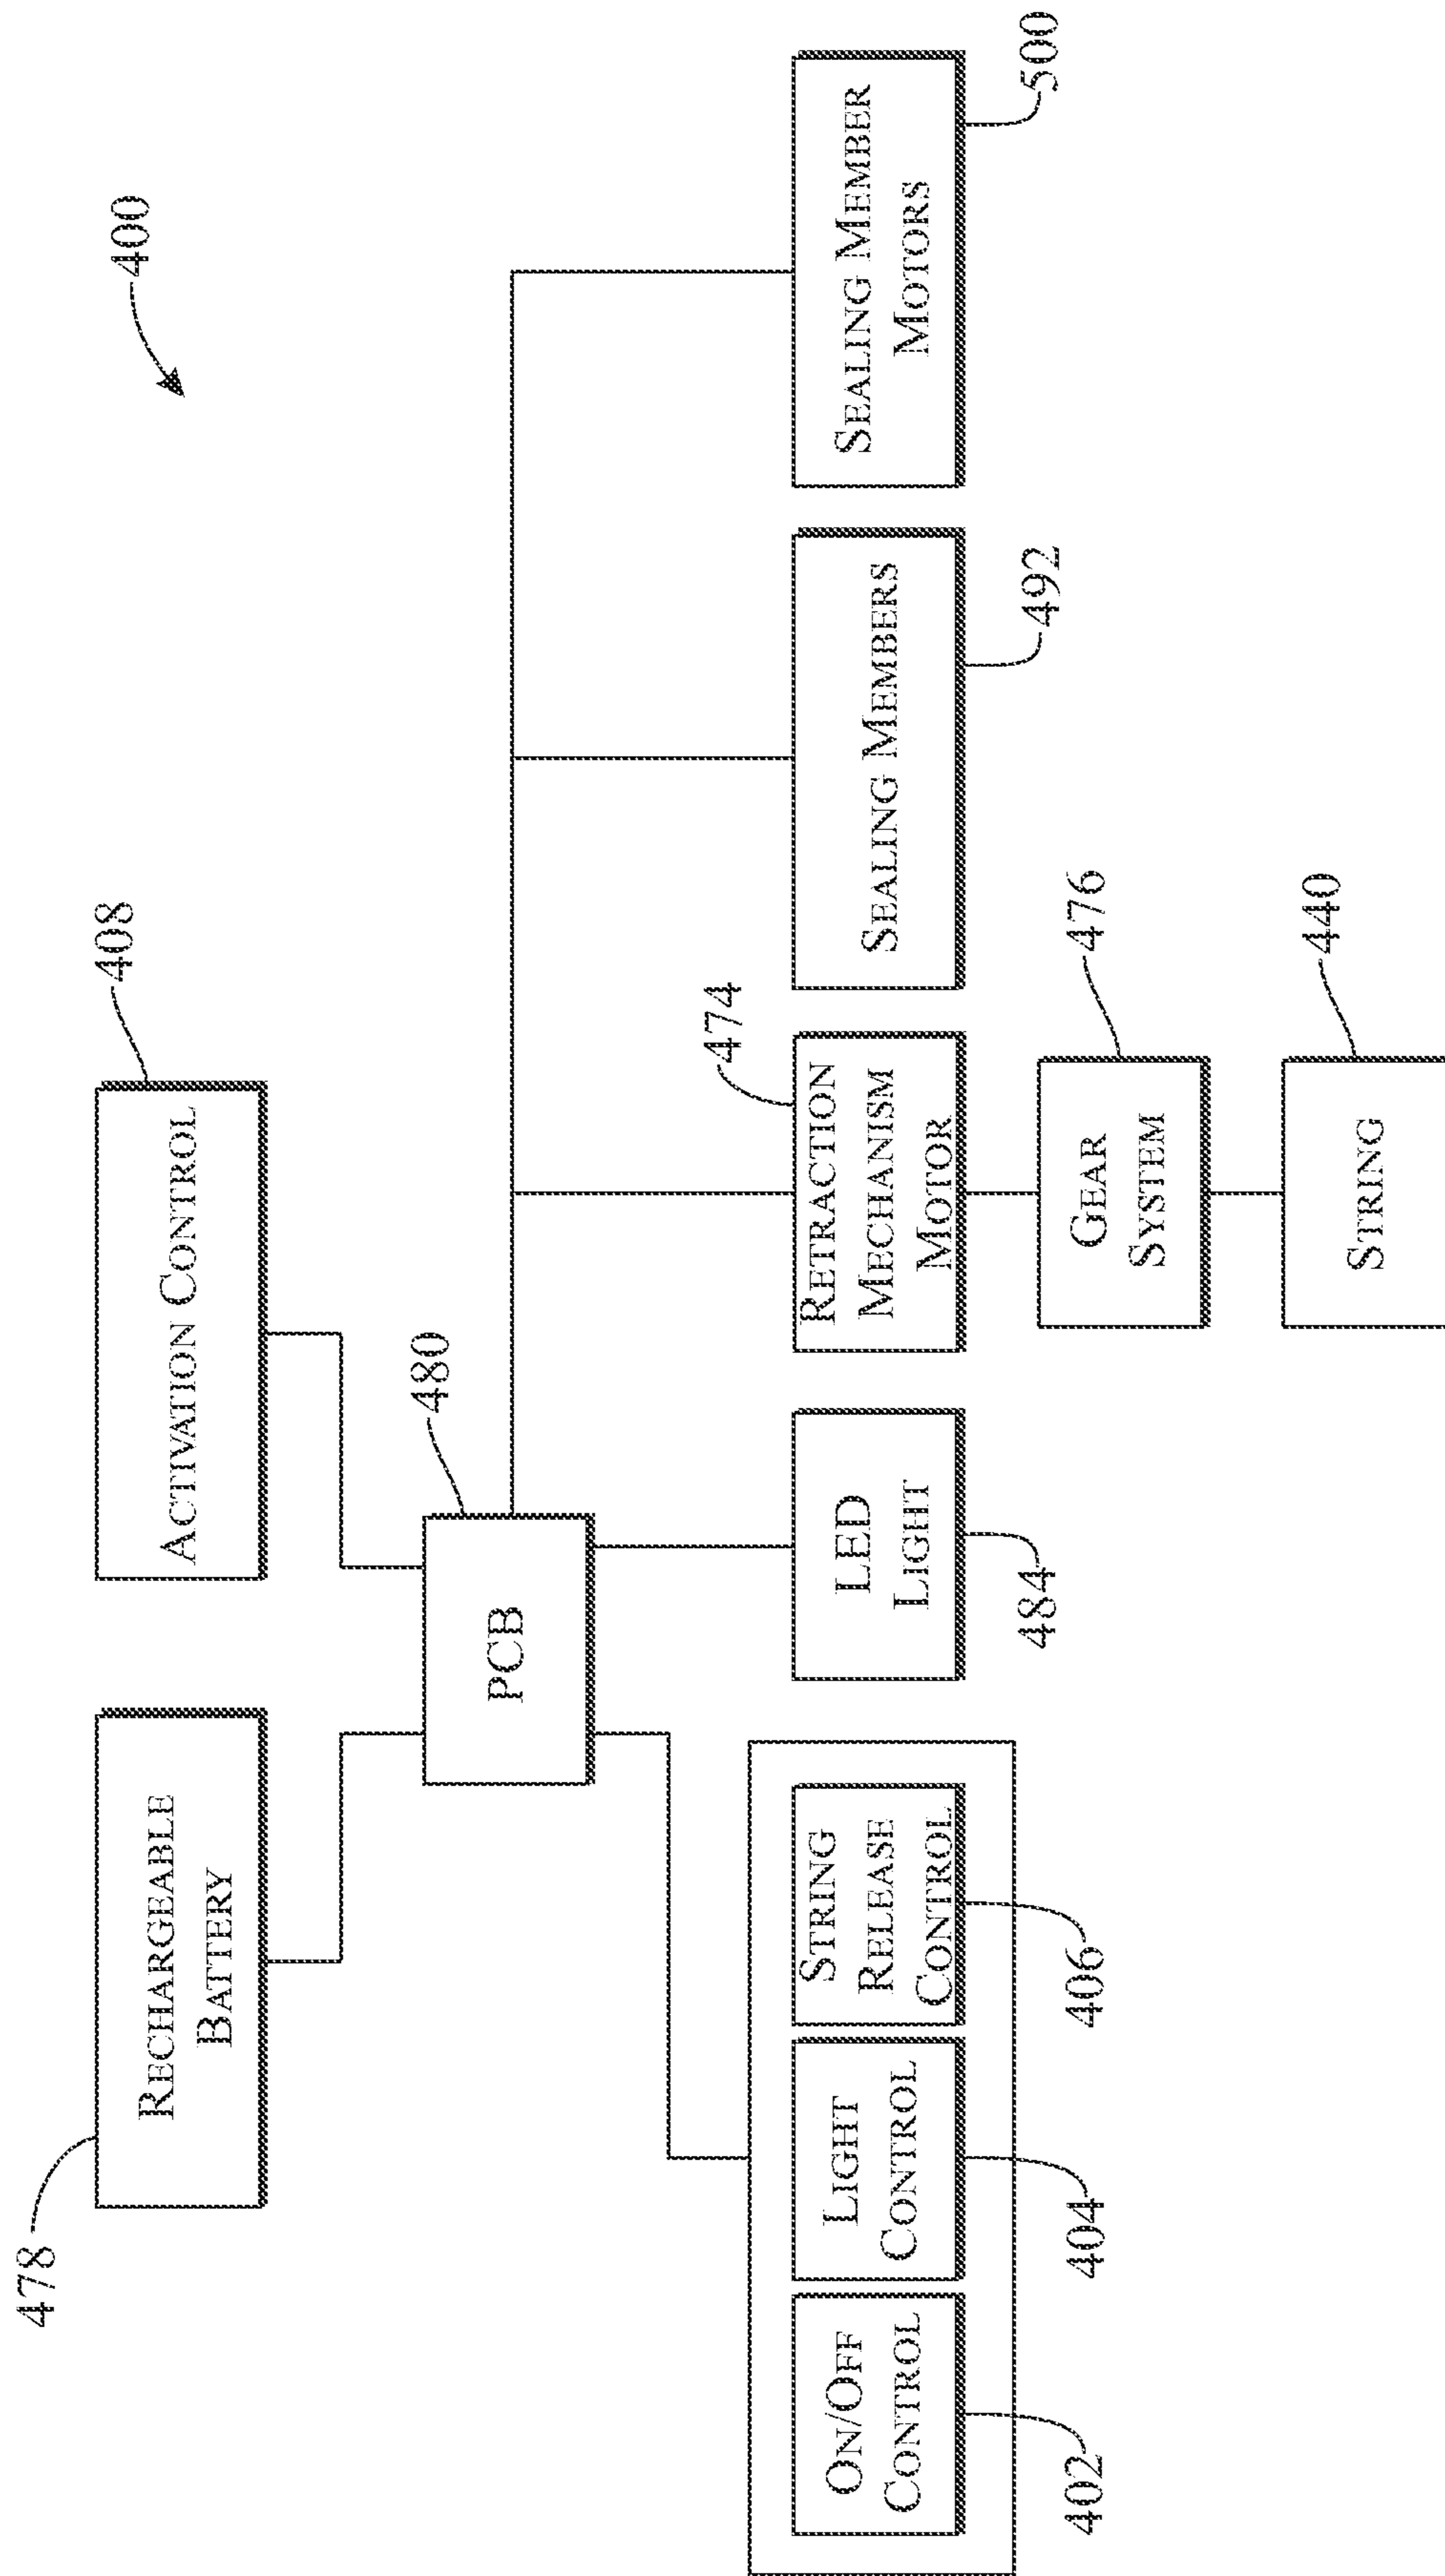 400
478
RECHARGEABLE
BATTERY
408
ACTIVATION CONTROL
480
PCB
ON/OFF
CONTROL
402
LIGHT
CONTROL
404
STRING
RELEASE
CONTROL
406
LED
LIGHT
484
474
RETRACTION
MECHANISM
MOTOR
SEALING MEMBERS
492
SEALING MEMBER
MOTORS
500
GEAR
SYSTEM
476
STRING
440